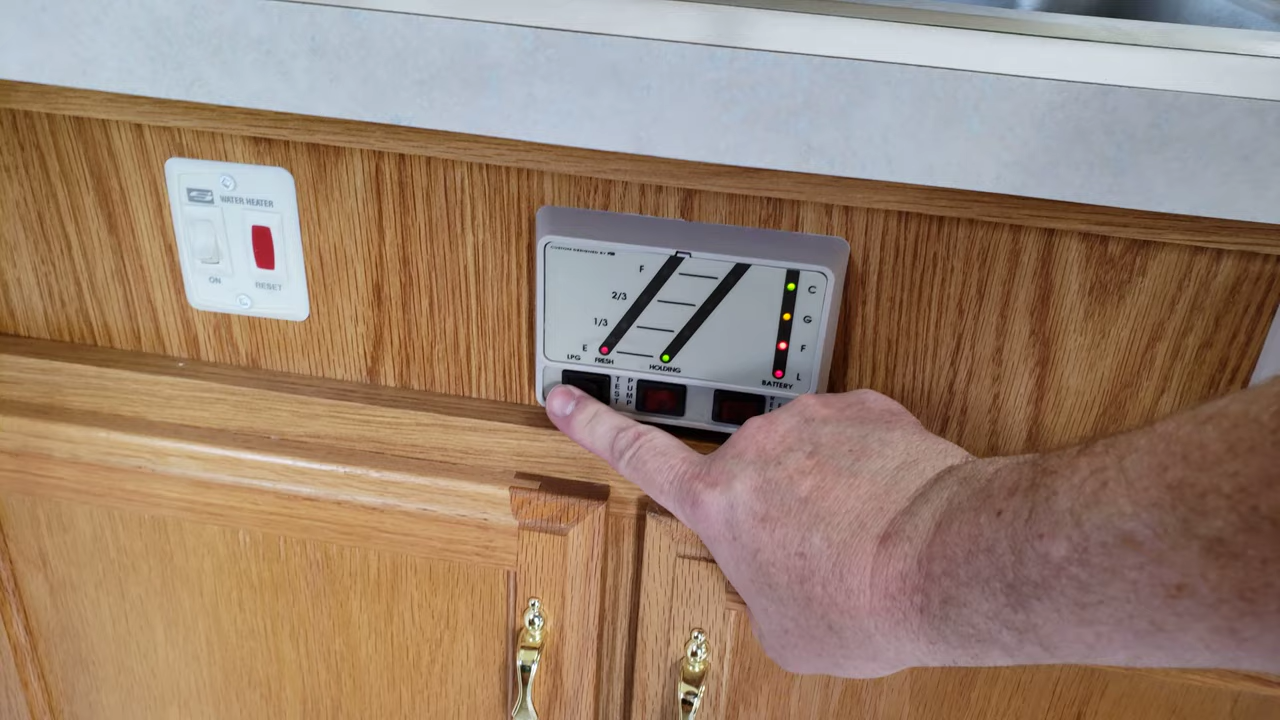 WATER HEATER
ON
RESET
F
2/3
1/3
E
LPG
FRESH
HOLDING
C
G
F
L
BATTERY
TEST
PUMP